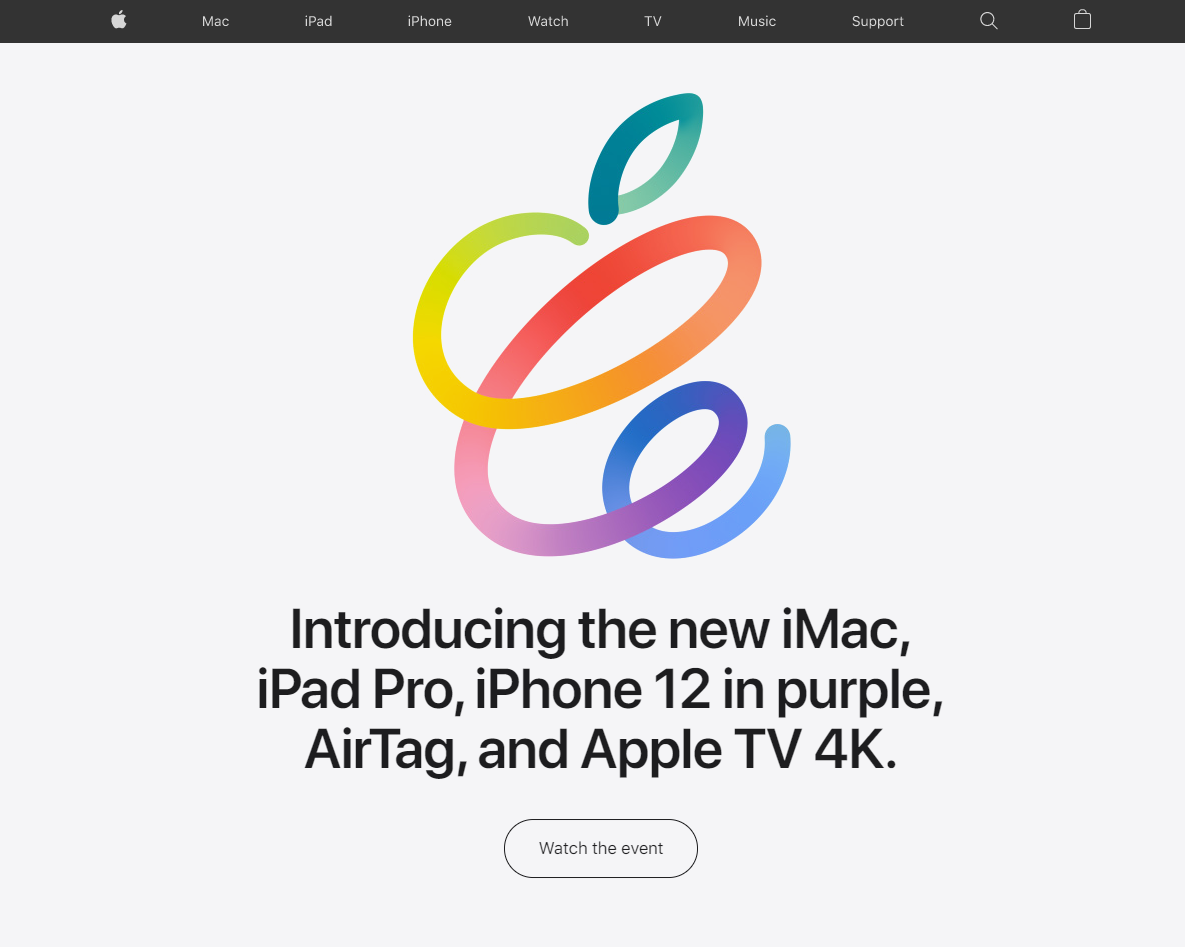 Mac iPad iPhone Watch TV Music Support
Introducing the new iMac,
iPad Pro, iPhone 12 in purple,
AirTag, and Apple TV 4K.
Watch the event